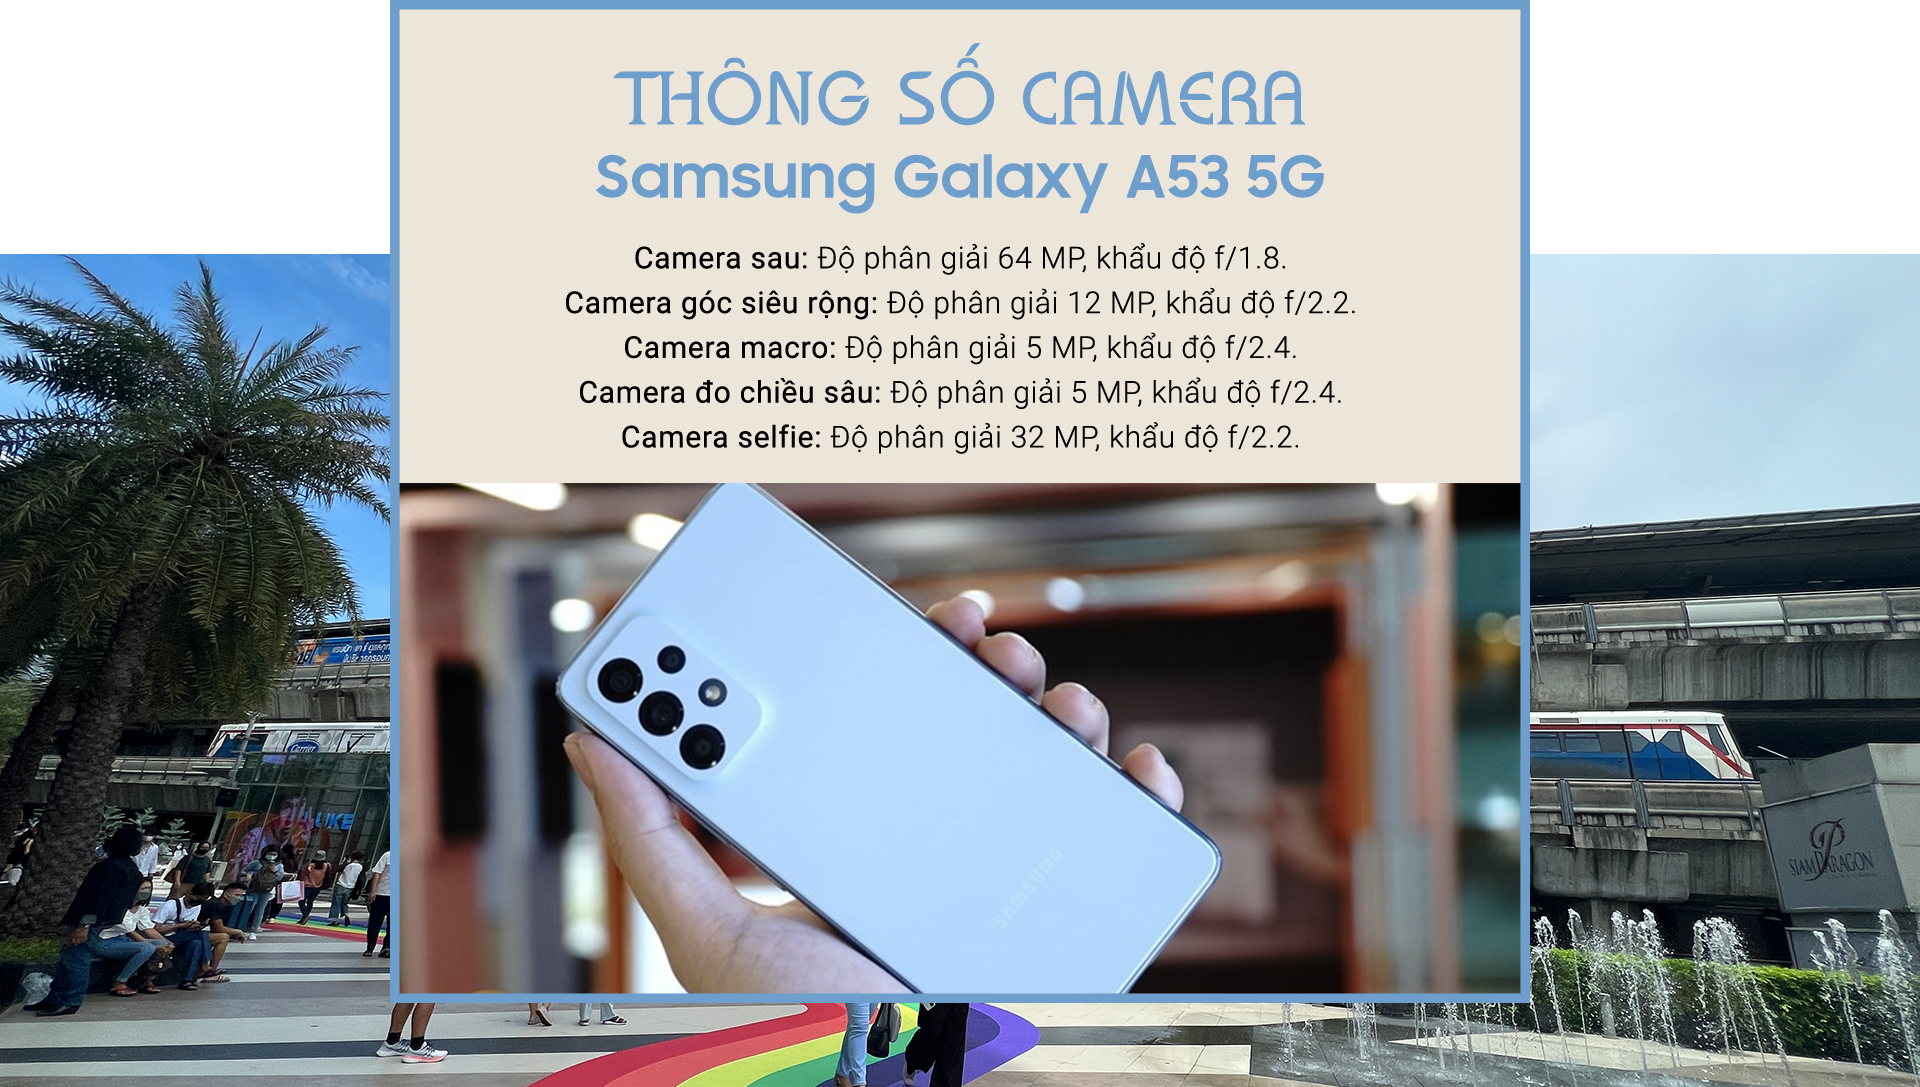 THÔNG SỐ CAMERA
Samsung Galaxy A53 5G
Camera sau: Độ phân giải 64 MP, khẩu độ f/1.8.
Camera góc siêu rộng: Độ phân giải 12 MP, khẩu độ f/2.2.
Camera macro: Độ phân giải 5 MP, khẩu độ f/2.4.
Camera đo chiều sâu: Độ phân giải 5 MP, khẩu độ f/2.4.
Camera selfie: Độ phân giải 32 MP, khẩu độ f/2.2.
SAMSUNG
Carrier
1137
SIAM PARAGON